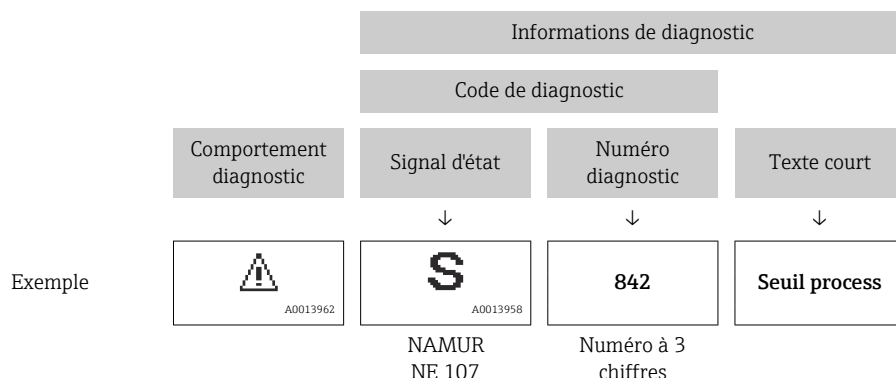 Informations de diagnostic
Code de diagnostic
Comportement
diagnostic
Signal d'état
Numéro
diagnostic
Texte court
↓ ↓ ↓
Exemple
A0013962
S
A0013958
842
Seuil process
NAMUR
NE 107
Numéro à 3
chiffres